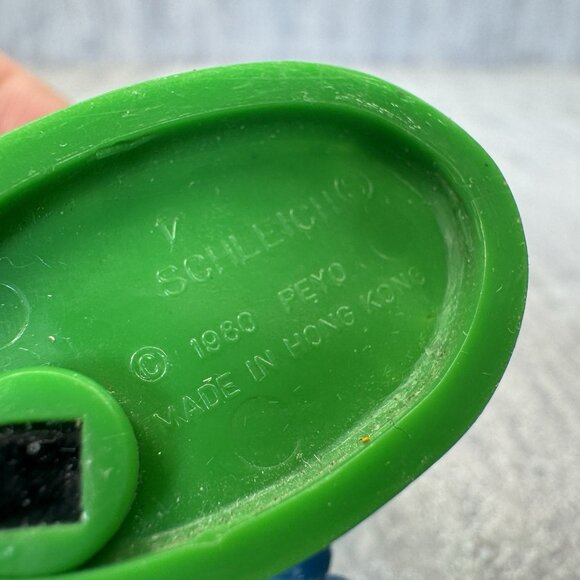 V
SCHLEICH (S)
© 1980 PEYO
MADE IN HONG KONG